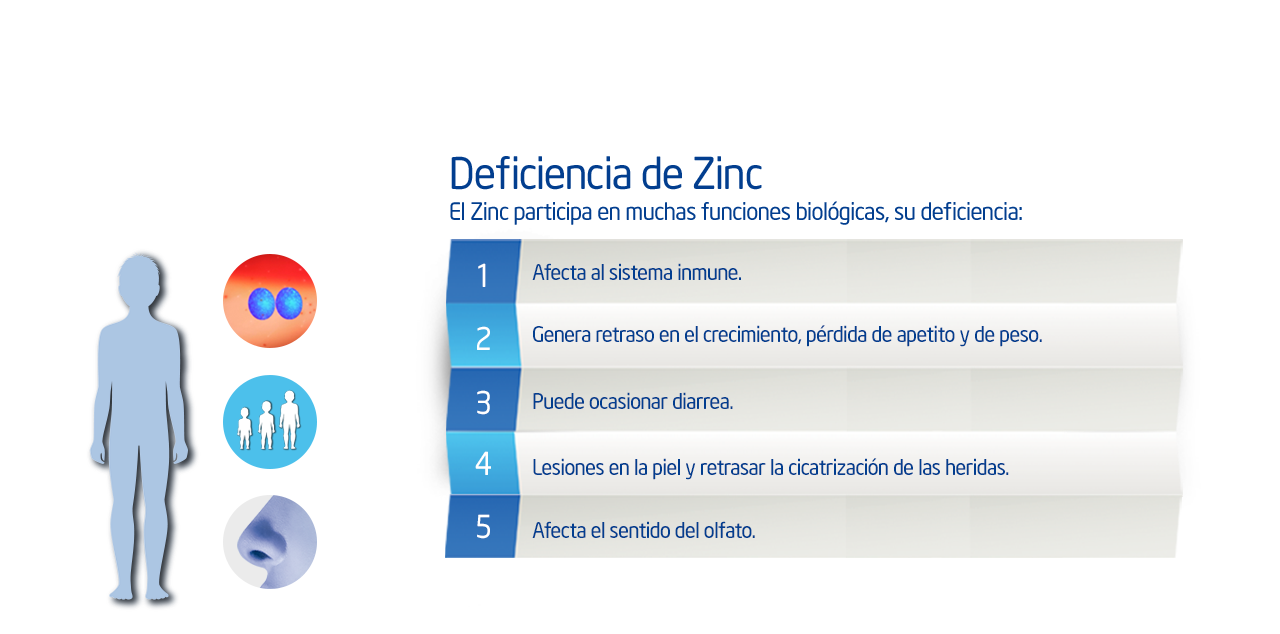 Deficiencia de Zinc
El Zinc participa en muchas funciones biológicas, su deficiencia:
1 Afecta al sistema inmune.
2 Genera retraso en el crecimiento, pérdida de apetito y de peso.
3 Puede ocasionar diarrea.
4 Lesiones en la piel y retrasar la cicatrización de las heridas.
5 Afecta el sentido del olfato.